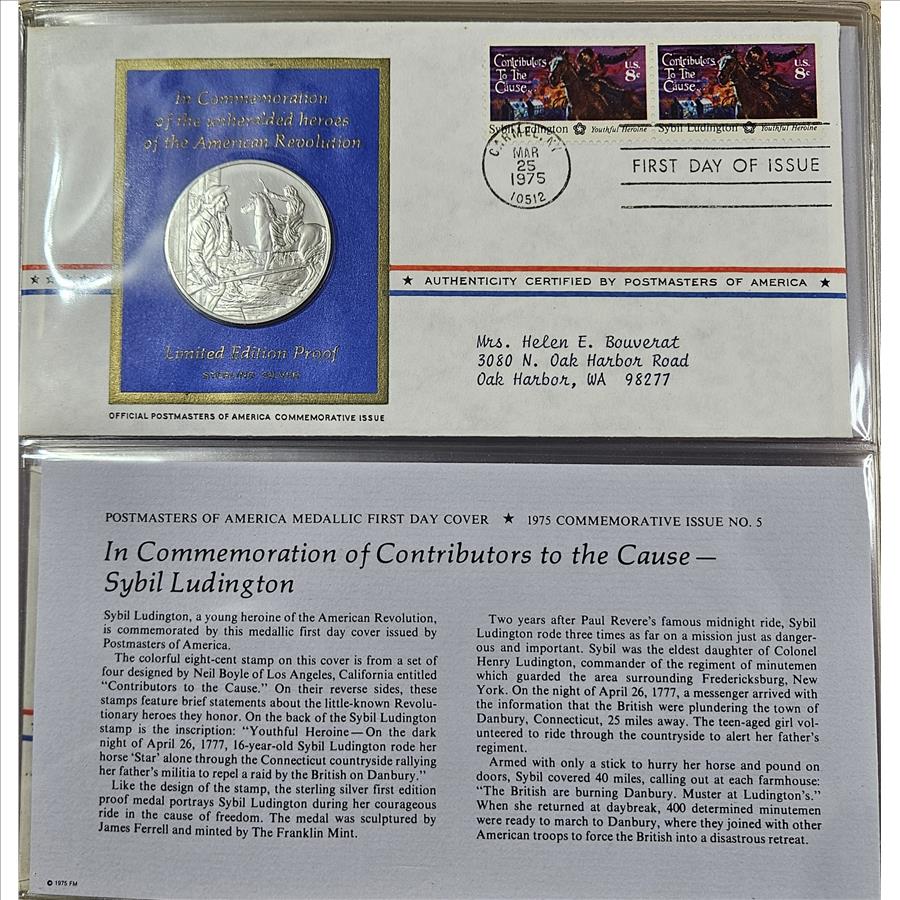 In Commemoration
of the unheralded heroes
of the American Revolution
Limited Edition Proof
STERLING SILVER
OFFICIAL POSTMASTERS OF AMERICA COMMEMORATIVE ISSUE
Contributors
To The
Cause...
U.S.
8c
Sybil Ludington Youthful Heroine
Contributors
To The
Cause...
U.S.
8c
Sybil Ludington Youthful Heroine
CARMEL, NY
MAR
25
1975
10512
FIRST DAY OF ISSUE
★ AUTHENTICITY CERTIFIED BY POSTMASTERS OF AMERICA ★
Mrs. Helen E. Bouverat
3080 N. Oak Harbor Road
Oak Harbor, WA 98277
POSTMASTERS OF AMERICA MEDALLIC FIRST DAY COVER ★ 1975 COMMEMORATIVE ISSUE NO. 5
In Commemoration of Contributors to the Cause—
Sybil Ludington
Sybil Ludington, a young heroine of the American Revolution,
is commemorated by this medallic first day cover issued by
Postmasters of America.
The colorful eight-cent stamp on this cover is from a set of
four designed by Neil Boyle of Los Angeles, California entitled
"Contributors to the Cause." On their reverse sides, these
stamps feature brief statements about the little-known Revolu-
tionary heroes they honor. On the back of the Sybil Ludington
stamp is the inscription: "Youthful Heroine—On the dark
night of April 26, 1777, 16-year-old Sybil Ludington rode her
horse 'Star' alone through the Connecticut countryside rallying
her father's militia to repel a raid by the British on Danbury."
Like the design of the stamp, the sterling silver first edition
proof medal portrays Sybil Ludington during her courageous
ride in the cause of freedom. The medal was sculptured by
James Ferrell and minted by The Franklin Mint.
Two years after Paul Revere's famous midnight ride, Sybil
Ludington rode three times as far on a mission just as danger-
ous and important. Sybil was the eldest daughter of Colonel
Henry Ludington, commander of the regiment of minutemen
which guarded the area surrounding Fredericksburg, New
York. On the night of April 26, 1777, a messenger arrived with
the information that the British were plundering the town of
Danbury, Connecticut, 25 miles away. The teen-aged girl vol-
unteered to ride through the countryside to alert her father's
regiment.
Armed with only a stick to hurry her horse and pound on
doors, Sybil covered 40 miles, calling out at each farmhouse:
"The British are burning Danbury. Muster at Ludington's."
When she returned at daybreak, 400 determined minutemen
were ready to march to Danbury, where they joined with other
American troops to force the British into a disastrous retreat.
© 1975 FM